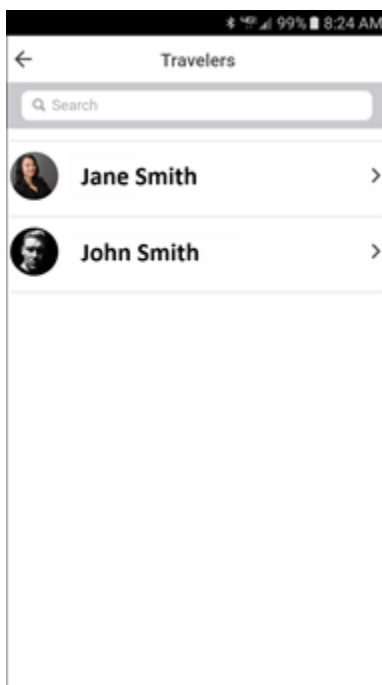 99% 8:24 AM
Travelers
Search
Jane Smith
John Smith